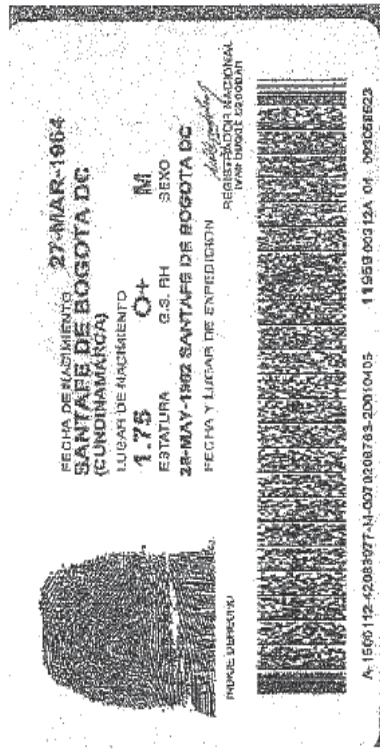 FECHA DE NACIMIENTO 27-MAR-1964
SANTAFE DE BOGOTA DC
(CUNDINAMARCA)
LUGAR DE NACIMIENTO
1.75 O+ M
ESTATURA G.S. RH SEXO
28-MAY-1982 SANTAFE DE BOGOTA DC
FECHA Y LUGAR DE EXPEDICION
REGISTRADOR NACIONAL
INDICE DERECHO